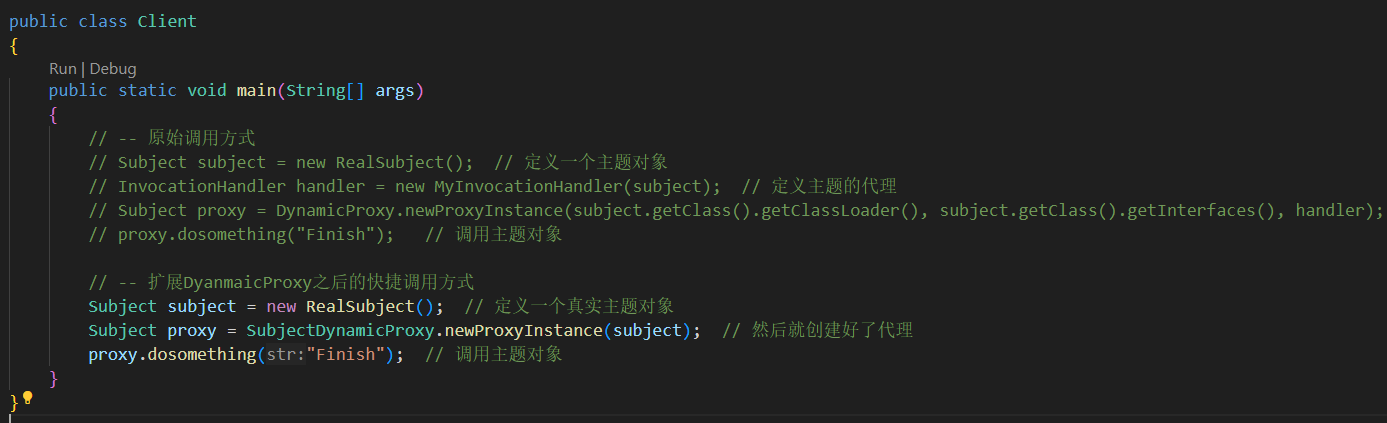 public class Client
{
Run | Debug
public static void main(String[] args)
{
// -- 原始调用方式
// Subject subject = new RealSubject();  // 定义一个主题对象
// InvocationHandler handler = new MyInvocationHandler(subject);  // 定义主题的代理
// Subject proxy = DynamicProxy.newProxyInstance(subject.getClass().getClassLoader(), subject.getClass().getInterfaces(), handler);
// proxy.dosomething("Finish");   // 调用主题对象
// -- 扩展DyanmaicProxy之后的快捷调用方式
Subject subject = new RealSubject();  // 定义一个真实主题对象
Subject proxy = SubjectDynamicProxy.newProxyInstance(subject);  // 然后就创建好了代理
proxy.dosomething(str:"Finish");  // 调用主题对象
}
}